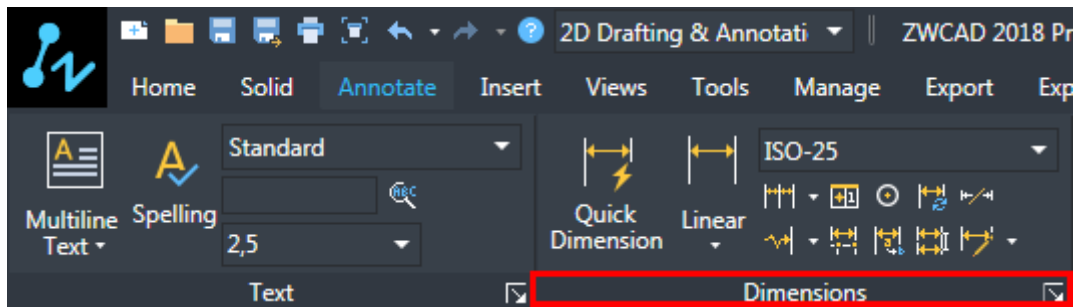 2D Drafting & Annotati ZWCAD 2018 Pr
Home Solid Annotate Insert Views Tools Manage Export Exp
A Standard ISO-25
ABC
Multiline Text Spelling Quick Dimension Linear
2,5
Text Dimensions